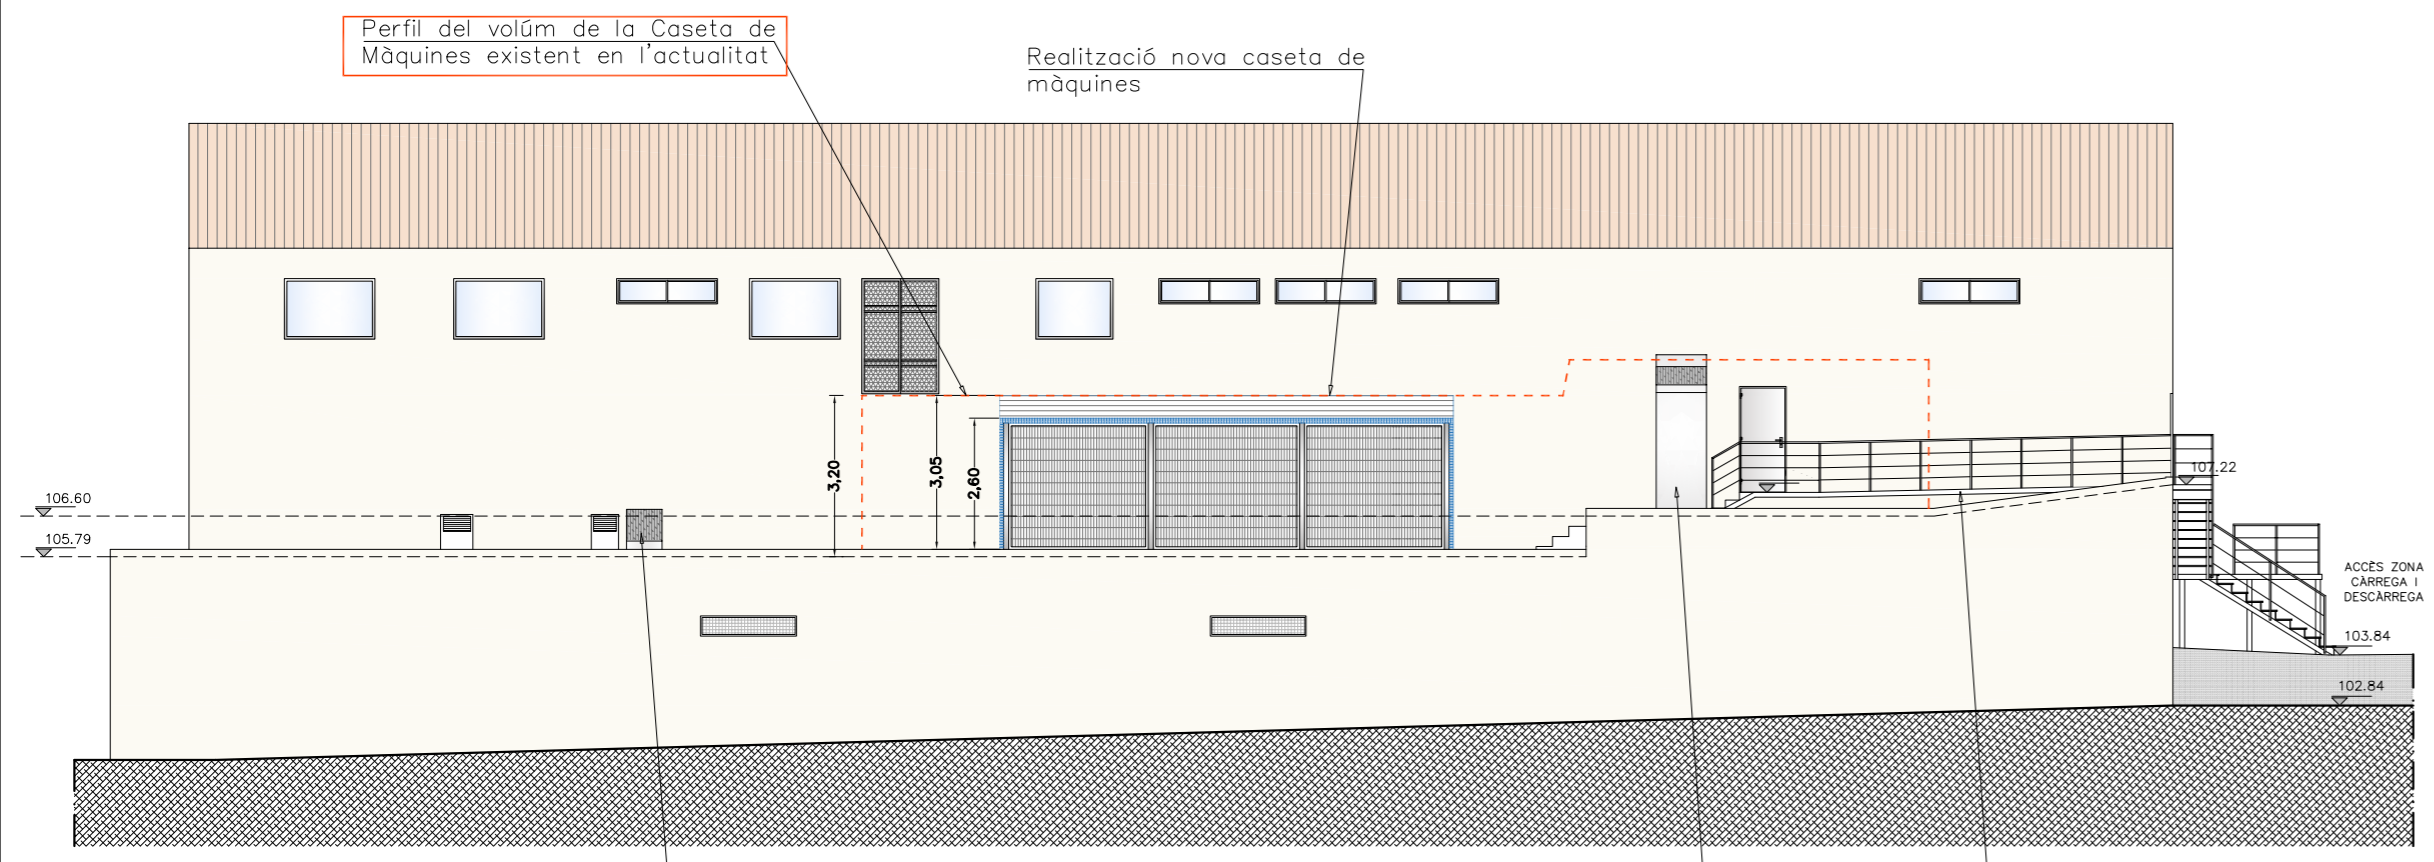 Perfil del volúm de la Caseta de
Màquines existent en l'actualitat
Realització nova caseta de
màquines
3,20
3,05
2,60
106.60
105.79
107.22
ACCÈS ZONA
CÀRREGA I
DESCÀRREGA
103.84
102.84